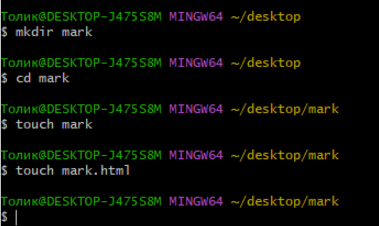 Толик@DESKTOP-J475S8M MINGW64 ~/desktop
$ mkdir mark
Толик@DESKTOP-J475S8M MINGW64 ~/desktop
$ cd mark
Толик@DESKTOP-J475S8M MINGW64 ~/desktop/mark
$ touch mark
Толик@DESKTOP-J475S8M MINGW64 ~/desktop/mark
$ touch mark.html
Толик@DESKTOP-J475S8M MINGW64 ~/desktop/mark
$